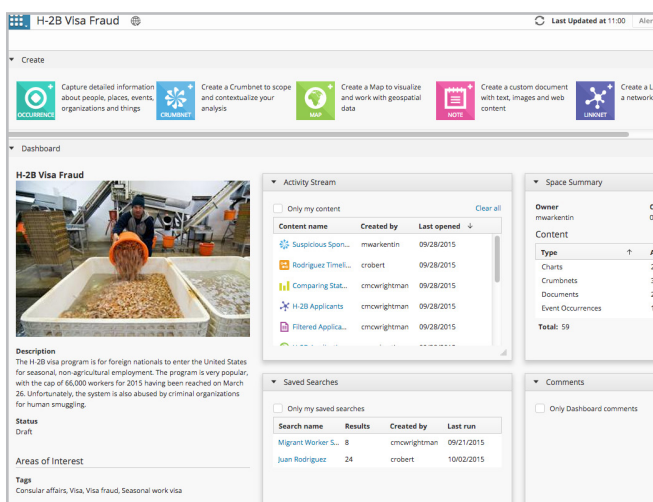 H-2B Visa Fraud
Last Updated at 11:00
Create
OCCURRENCE
Capture detailed information
about people, places, events,
organizations and things
CRUMBNET
Create a Crumbnet to scope
and contextualize your
analysis
MAP
Create a Map to visualize
and work with geospatial
data
NOTE
Create a custom document
with text, images and web
content
LINKNET
Create a L
a network
Dashboard
H-2B Visa Fraud
Description
The H-2B visa program is for foreign nationals to enter the United States
for seasonal, non-agricultural employment. The program is very popular,
with the cap of 66,000 workers for 2015 having been reached on March
26. Unfortunately, the system is also abused by criminal organizations
for human smuggling.
Status
Draft
Areas of Interest
Tags
Consular affairs, Visa, Visa fraud, Seasonal work visa
Activity Stream
Only my content Clear all
Content name Created by Last opened
Suspicious Spon... mwarkentin 09/28/2015
Rodriguez Timeli... crobert 09/28/2015
Comparing Stat... cmcwrightman 09/28/2015
H-2B Applicants cmcwrightman 09/28/2015
Filtered Applica... cmcwrightman 09/28/2015
Saved Searches
Only my saved searches
Search name Results Created by Last run
Migrant Worker S... 8 cmcwrightman 09/21/2015
Juan Rodriguez 24 crobert 10/02/2015
Space Summary
Owner
mwarkentin
Content
Type
Charts
Crumbnets
Documents
Event Occurrences
Total: 59
Comments
Only Dashboard comments